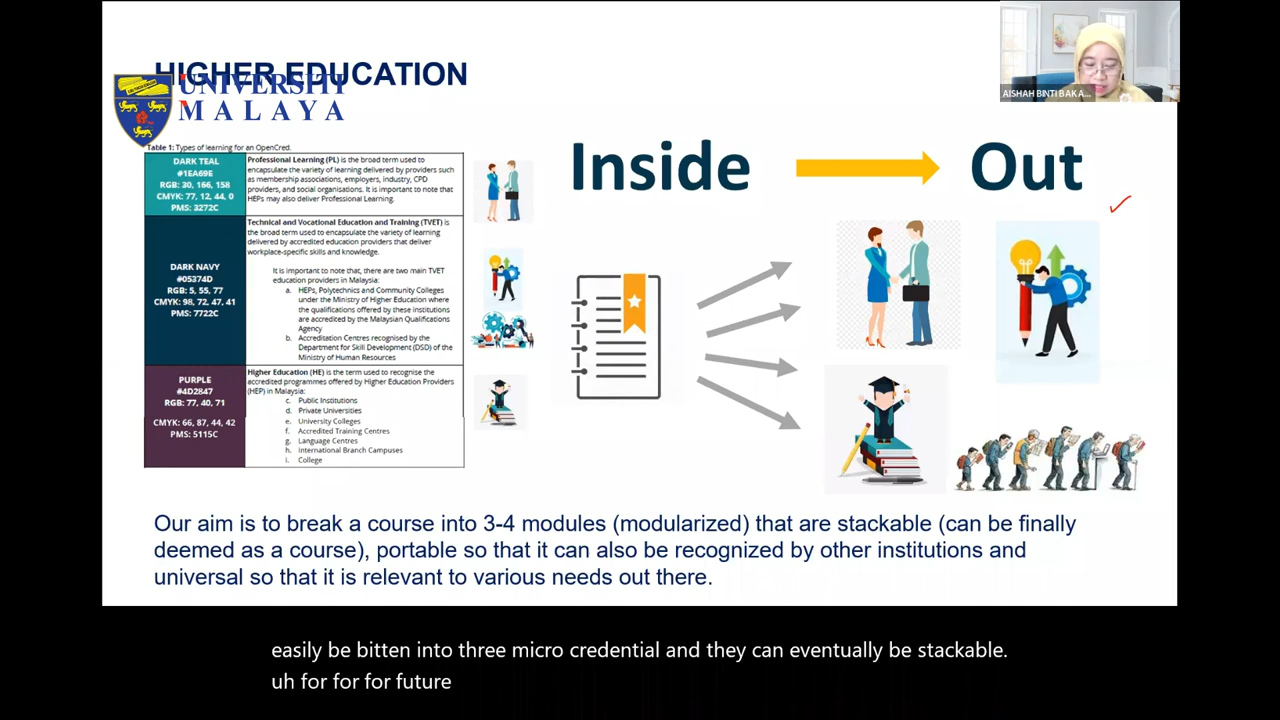 HIGHER EDUCATION
UNIVERSITI
MALAYA
AISHAH BINTI BAKA...
Table 1: Types of learning for an OpenCred.
DARK TEAL
#1EA69E
RGB: 30, 166, 158
CMYK: 77, 12, 44, 0
PMS: 3272C
Professional Learning (PL) is the broad term used to
encapsulate the variety of learning delivered by providers such
as membership associations, employers, industry, CPD
providers, and social organisations. It is important to note that
HEPs may also deliver Professional Learning.
DARK NAVY
#05374D
RGB: 5, 55, 77
CMYK: 98, 72, 47, 41
PMS: 7722C
Technical and Vocational Education and Training (TVET) is
the broad term used to encapsulate the variety of learning
delivered by accredited education providers that deliver
workplace-specific skills and knowledge.
It is important to note that, there are two main TVET
education providers in Malaysia:
a. HEPs, Polytechnics and Community Colleges
under the Ministry of Higher Education where
the qualifications offered by these institutions
are accredited by the Malaysian Qualifications
Agency
b. Accreditation Centres recognised by the
Department for Skill Development (DSD) of the
Ministry of Human Resources
PURPLE
#4D2847
RGB: 77, 40, 71
CMYK: 66, 87, 44, 42
PMS: 5115C
Higher Education (HE) is the term used to recognise the
accredited programmes offered by Higher Education Providers
(HEP) in Malaysia:
c. Public Institutions
d. Private Universities
e. University Colleges
f. Accredited Training Centres
g. Language Centres
h. International Branch Campuses
i. College
Inside
Out
Our aim is to break a course into 3-4 modules (modularized) that are stackable (can be finally
deemed as a course), portable so that it can also be recognized by other institutions and
universal so that it is relevant to various needs out there.
easily be bitten into three micro credential and they can eventually be stackable.
uh for for for future